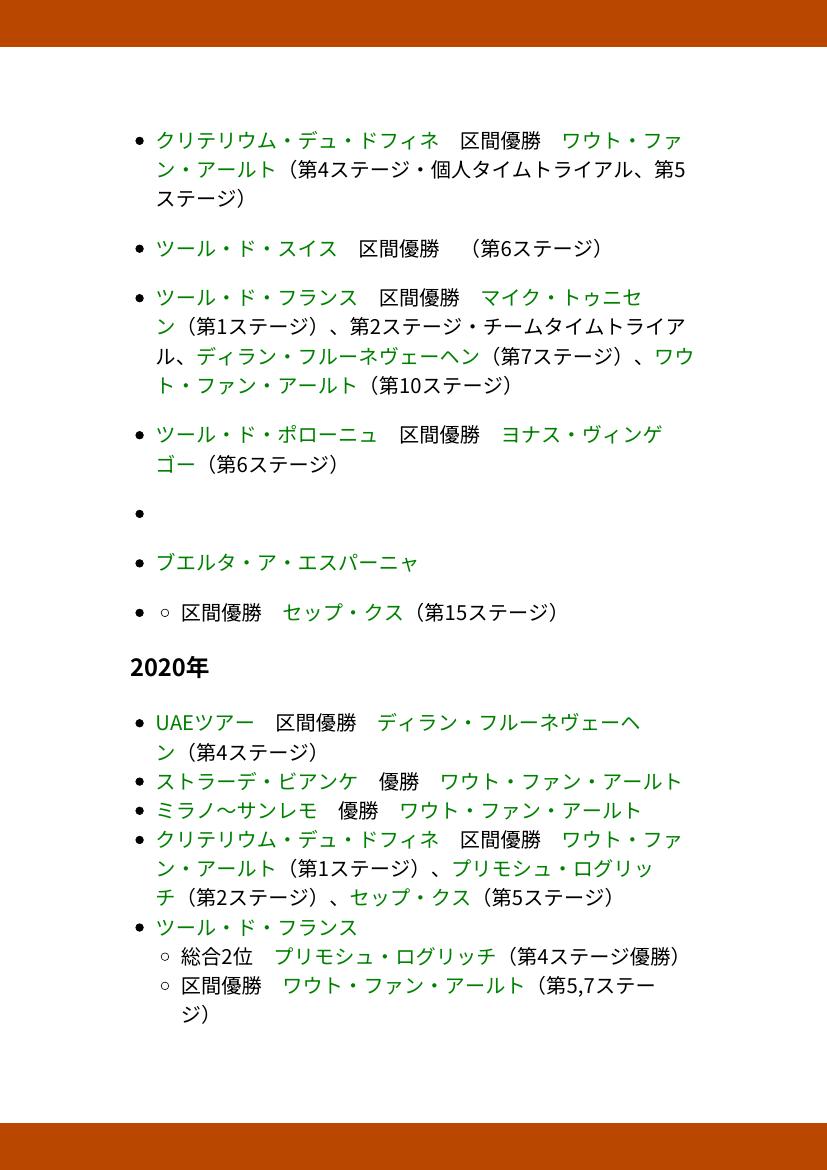 クリテリウム・デュ・ドフィネ　区間優勝　ワウト・ファ
ン・アールト（第4ステージ・個人タイムトライアル、第5
ステージ）
ツール・ド・スイス　区間優勝　（第6ステージ）
ツール・ド・フランス　区間優勝　マイク・トゥニセ
ン（第1ステージ）、第2ステージ・チームタイムトライア
ル、ディラン・フルーネヴェーヘン（第7ステージ）、ワウ
ト・ファン・アールト（第10ステージ）
ツール・ド・ポローニュ　区間優勝　ヨナス・ヴィンゲ
ゴー（第6ステージ）
ブエルタ・ア・エスパーニャ
区間優勝　セップ・クス（第15ステージ）
2020年
UAEツアー　区間優勝　ディラン・フルーネヴェーヘ
ン（第4ステージ）
ストラーデ・ビアンケ　優勝　ワウト・ファン・アールト
ミラノ〜サンレモ　優勝　ワウト・ファン・アールト
クリテリウム・デュ・ドフィネ　区間優勝　ワウト・ファ
ン・アールト（第1ステージ）、プリモシュ・ログリッ
チ（第2ステージ）、セップ・クス（第5ステージ）
ツール・ド・フランス
総合2位　プリモシュ・ログリッチ（第4ステージ優勝）
区間優勝　ワウト・ファン・アールト（第5,7ステー
ジ）